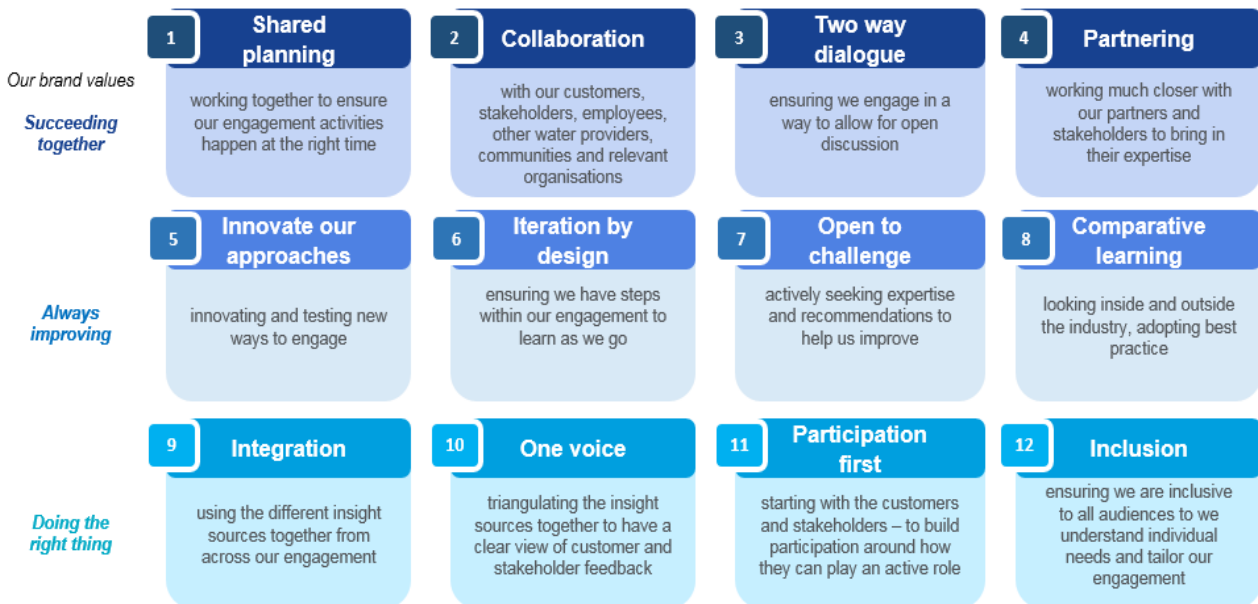 Our brand values
Succeeding
together
1
Shared
planning
working together to ensure
our engagement activities
happen at the right time
2
Collaboration
with our customers,
stakeholders, employees,
other water providers,
communities and relevant
organisations
3
Two way
dialogue
ensuring we engage in a
way to allow for open
discussion
4
Partnering
working much closer with
our partners and
stakeholders to bring in
their expertise
Always
improving
5
Innovate our
approaches
innovating and testing new
ways to engage
6
Iteration by
design
ensuring we have steps
within our engagement to
learn as we go
7
Open to
challenge
actively seeking expertise
and recommendations to
help us improve
8
Comparative
learning
looking inside and outside
the industry, adopting best
practice
Doing the
right thing
9
Integration
using the different insight
sources together from
across our engagement
10
One voice
triangulating the insight
sources together to have a
clear view of customer and
stakeholder feedback
11
Participation
first
starting with the customers
and stakeholders – to build
participation around how
they can play an active role
12
Inclusion
ensuring we are inclusive
to all audiences to we
understand individual
needs and tailor our
engagement